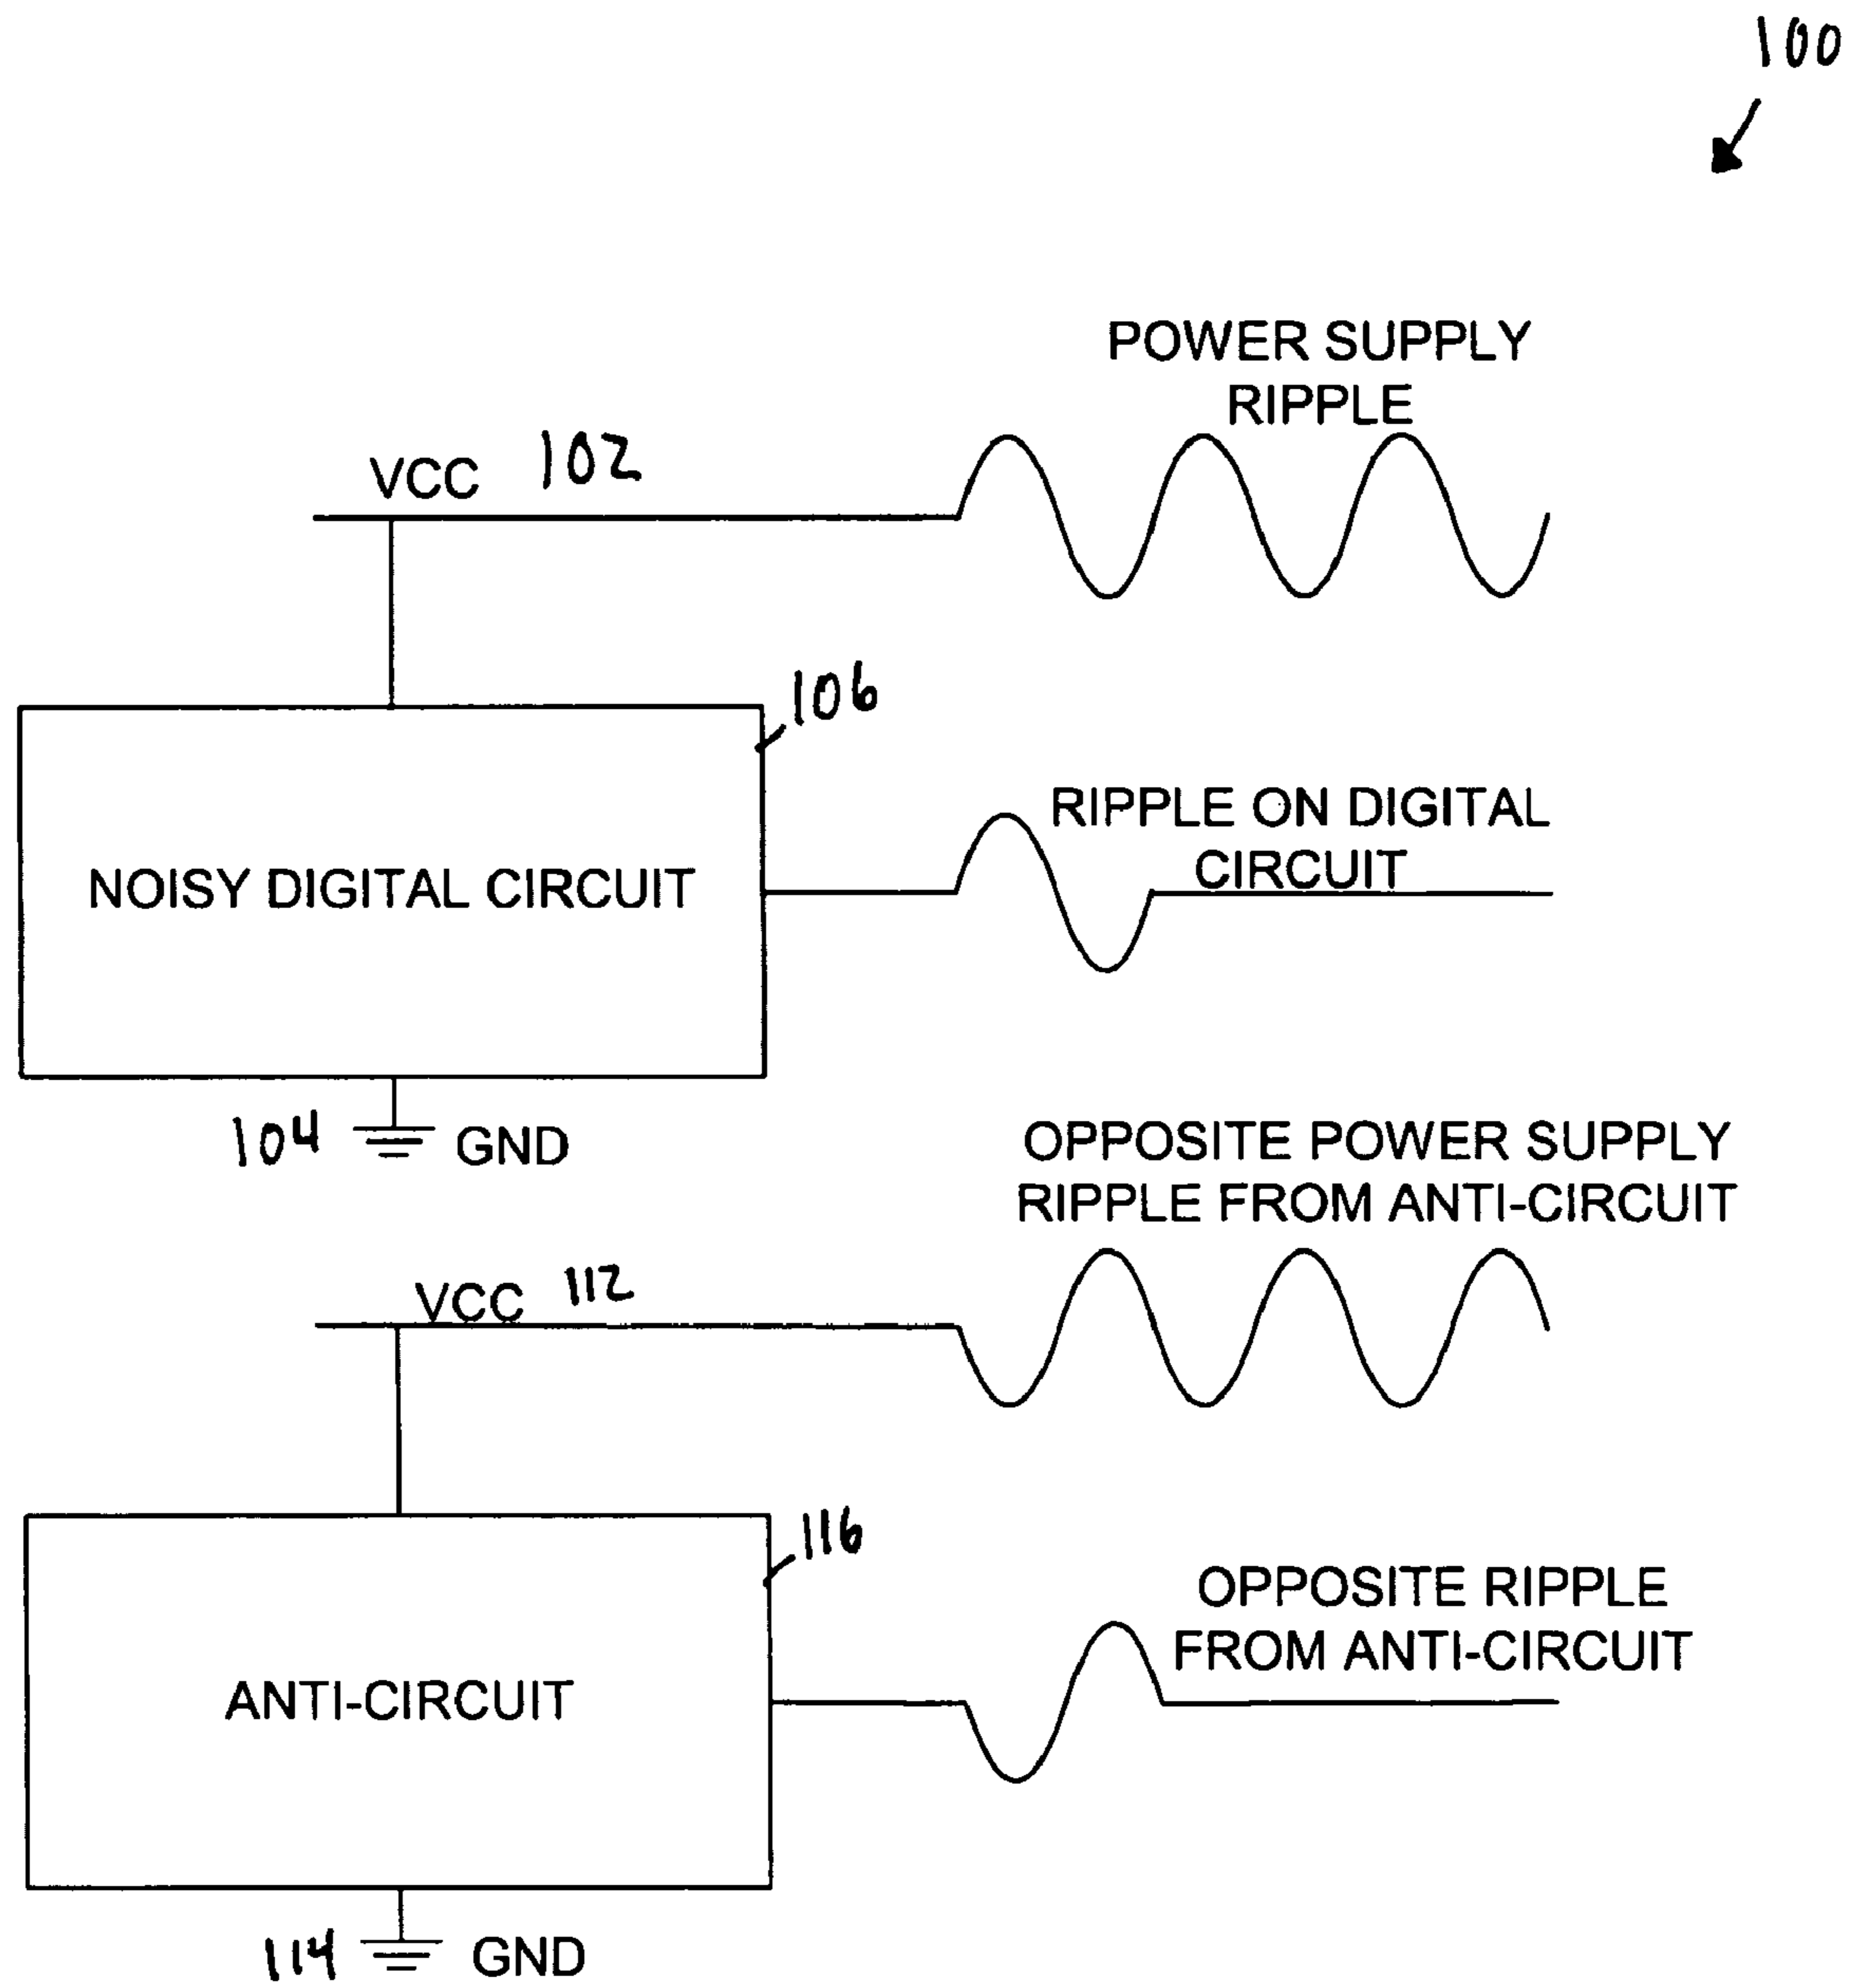 100
POWER SUPPLY
RIPPLE
VCC 102
106
RIPPLE ON DIGITAL
CIRCUIT
NOISY DIGITAL CIRCUIT
104 GND
OPPOSITE POWER SUPPLY
RIPPLE FROM ANTI-CIRCUIT
VCC 112
116
OPPOSITE RIPPLE
FROM ANTI-CIRCUIT
ANTI-CIRCUIT
114 GND